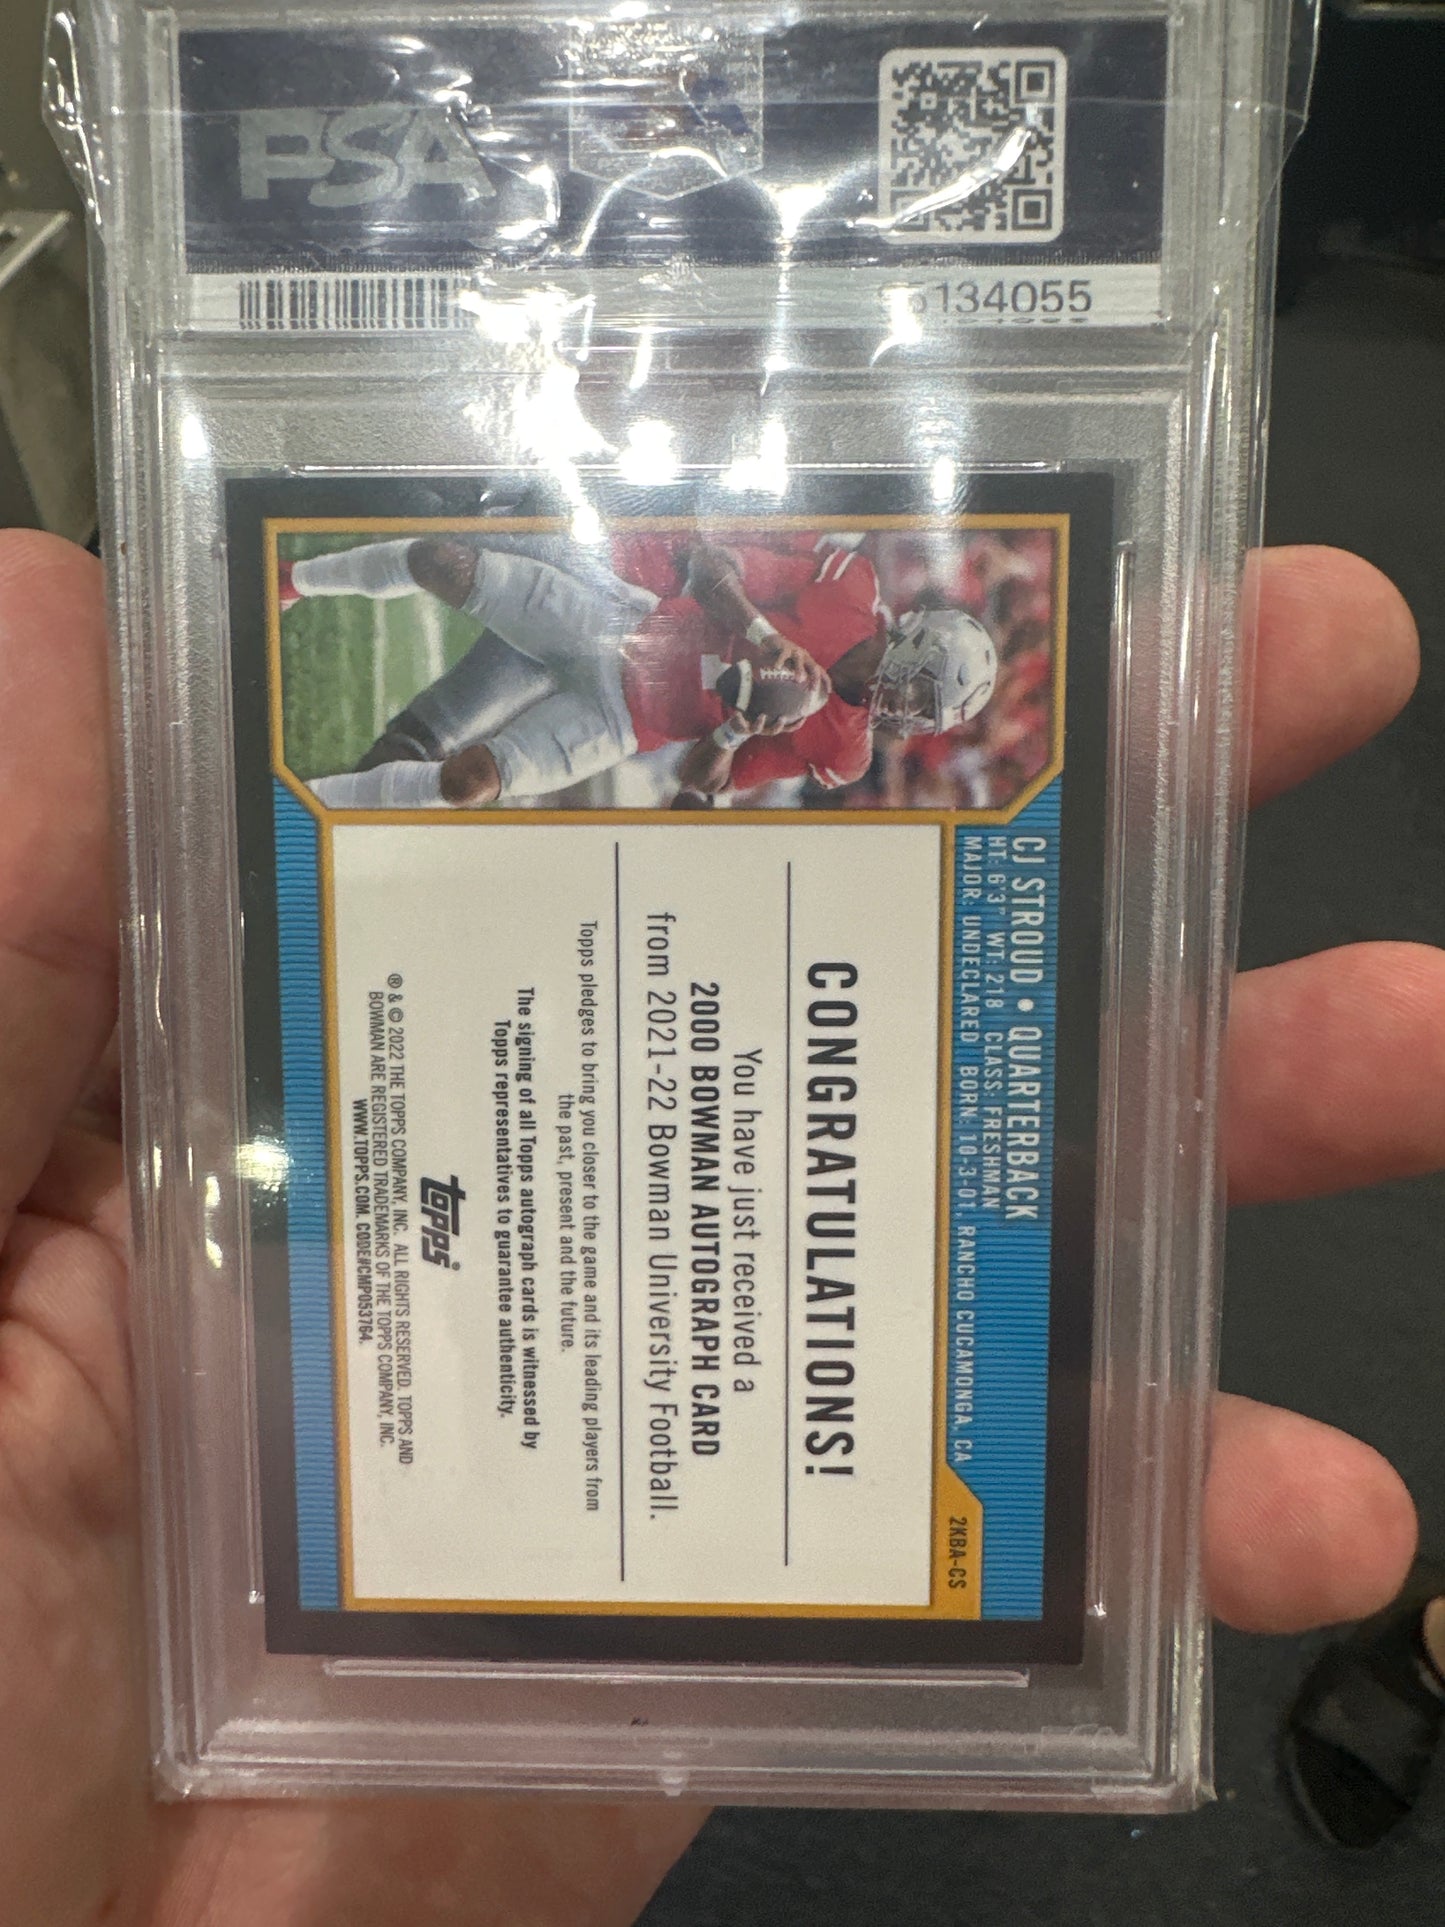 PSA
5134055
CJ STROUD • QUARTERBACK
HT: 6'3" WT: 218 CLASS: FRESHMAN
MAJOR: UNDECLARED BORN: 10-3-01, RANCHO CUCAMONGA, CA
2KBA-CS
CONGRATULATIONS!
You have just received a
2000 BOWMAN AUTOGRAPH CARD
from 2021-22 Bowman University Football.
Topps pledges to bring you closer to the game and its leading players from
the past, present and the future.
The signing of all Topps autograph cards is witnessed by
Topps representatives to guarantee authenticity.
topps®
® & © 2022 THE TOPPS COMPANY, INC. ALL RIGHTS RESERVED. TOPPS AND
BOWMAN ARE REGISTERED TRADEMARKS OF THE TOPPS COMPANY, INC.
WWW.TOPPS.COM. CODE#CMP053764.